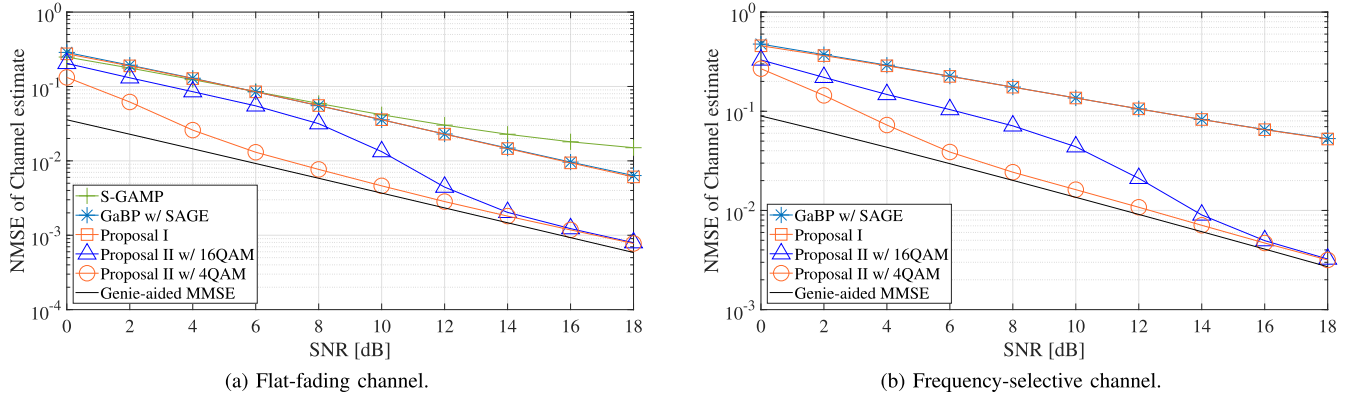 NMSE of Channel estimate
10^0
10^-1
10^-2
10^-3
10^-4
S-GAMP
GaBP w/ SAGE
Proposal I
Proposal II w/ 16QAM
Proposal II w/ 4QAM
Genie-aided MMSE
0 2 4 6 8 10 12 14 16 18
SNR [dB]
(a) Flat-fading channel.
NMSE of Channel estimate
10^0
10^-1
10^-2
10^-3
GaBP w/ SAGE
Proposal I
Proposal II w/ 16QAM
Proposal II w/ 4QAM
Genie-aided MMSE
0 2 4 6 8 10 12 14 16 18
SNR [dB]
(b) Frequency-selective channel.